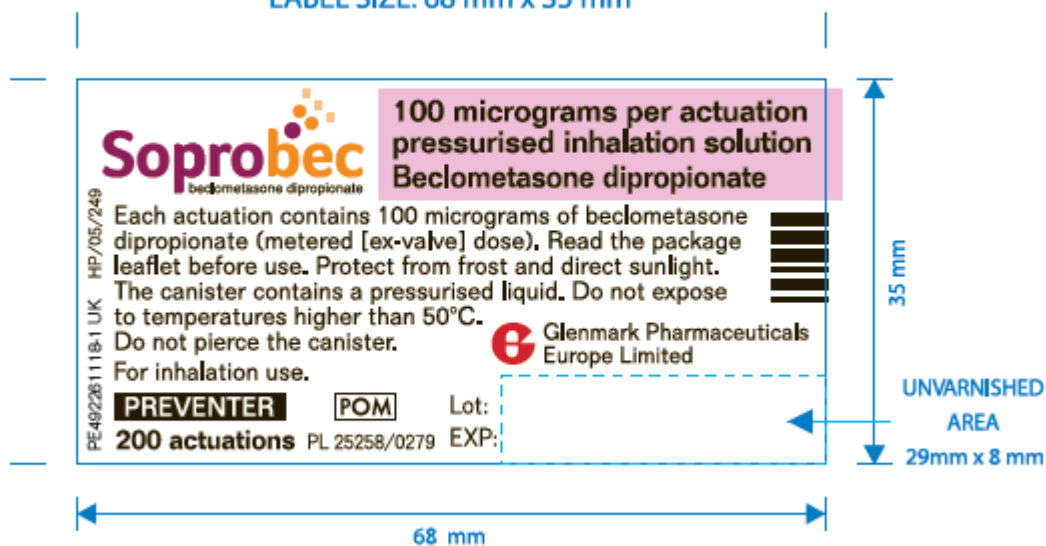 LABEL SIZE: 68 mm x 35 mm
Soprobec
beclometasone dipropionate
100 micrograms per actuation
pressurised inhalation solution
Beclometasone dipropionate
Each actuation contains 100 micrograms of beclometasone
dipropionate (metered [ex-valve] dose). Read the package
leaflet before use. Protect from frost and direct sunlight.
The canister contains a pressurised liquid. Do not expose
to temperatures higher than 50°C.
Do not pierce the canister.
For inhalation use.
Glenmark Pharmaceuticals
Europe Limited
PREVENTER POM Lot:
200 actuations PL 25258/0279 EXP:
PE492261118-1 UK HP/05/249
35 mm
UNVARNISHED
AREA
29mm x 8 mm
68 mm